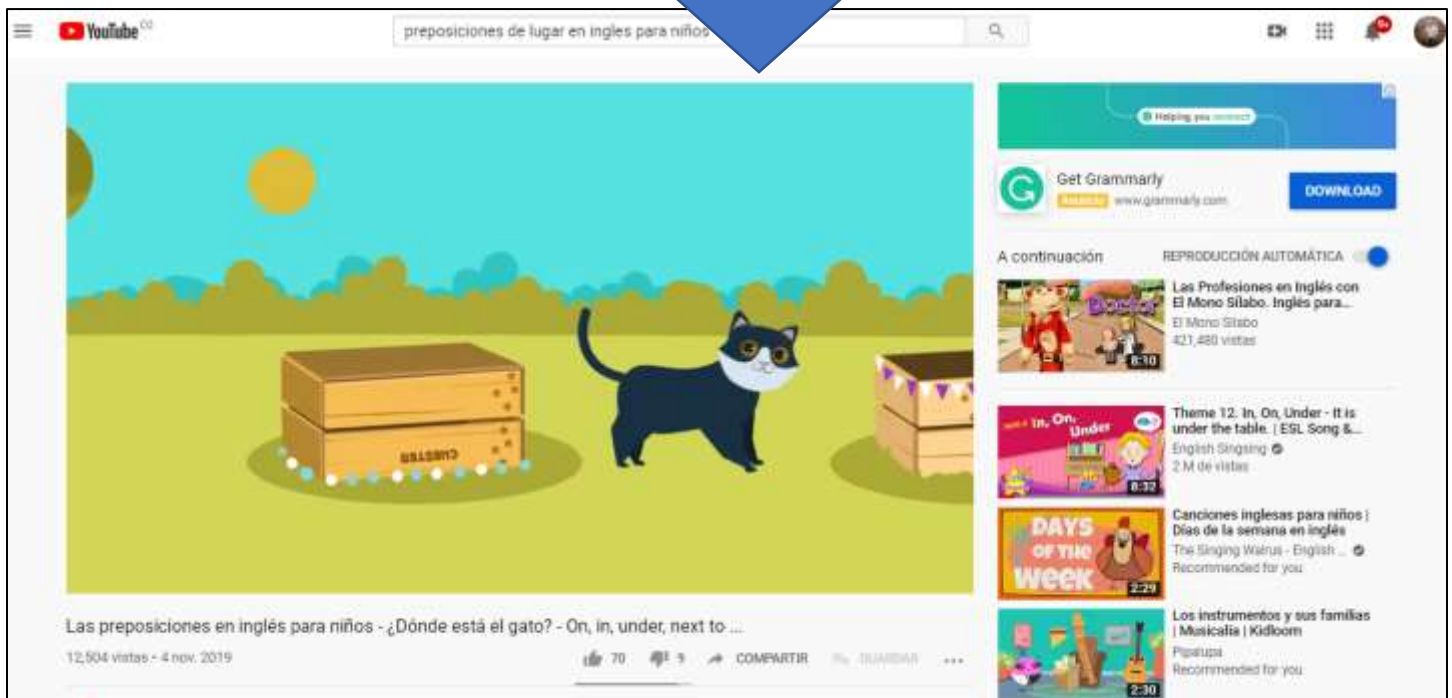 YouTube CO
preposiciones de lugar en ingles para niños
9+
Helping you connect
Get Grammarly
Anuncio www.grammarly.com
DOWNLOAD
A continuación
REPRODUCCIÓN AUTOMÁTICA
Doctor
8:10
Las Profesiones en Inglés con
El Mono Sílabo. Inglés para...
El Mono Sílabo
421,480 vistas
In, On,
Under
8:32
Theme 12. In, On, Under - It is
under the table. | ESL Song &...
English Singsing
2 M de vistas
DAYS
OF THE
WEEK
2:29
Canciones inglesas para niños |
Días de la semana en inglés
The Singing Walrus - English ...
Recommended for you
2:30
Los instrumentos y sus familias
| Musicalia | Kidloom
Pipalupa
Recommended for you
Las preposiciones en inglés para niños - ¿Dónde está el gato? - On, in, under, next to ...
12,504 vistas • 4 nov. 2019
70
9
COMPARTIR
GUARDAR